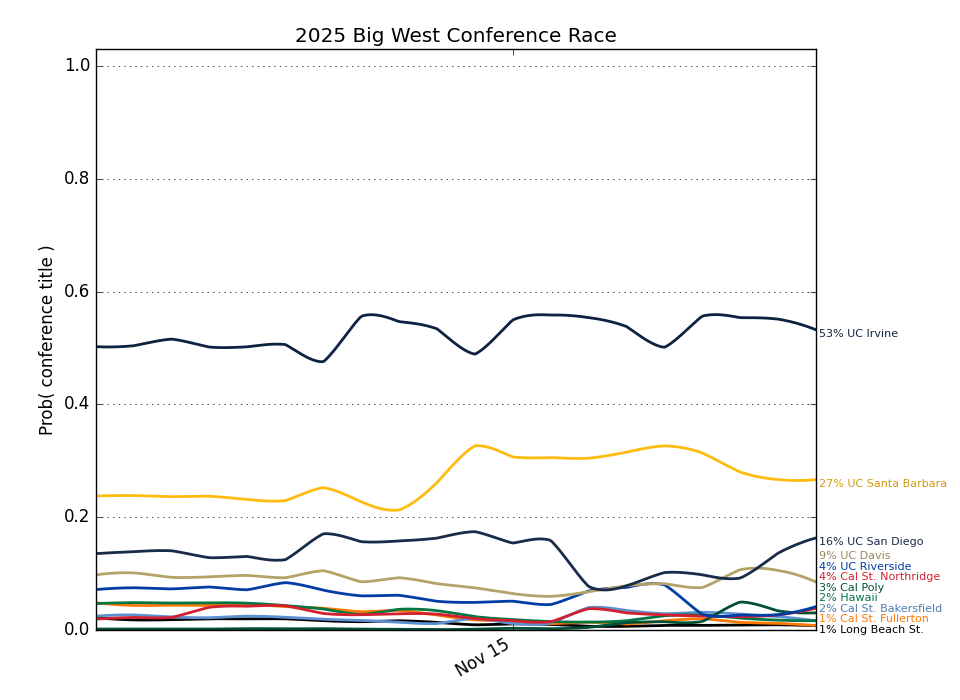 2025 Big West Conference Race
Prob( conference title )
1.0
0.8
0.6
0.4
0.2
0.0
Nov 15
53% UC Irvine
27% UC Santa Barbara
16% UC San Diego
9% UC Davis
4% UC Riverside
4% Cal St. Northridge
3% Cal Poly
2% Hawaii
2% Cal St. Bakersfield
1% Cal St. Fullerton
1% Long Beach St.